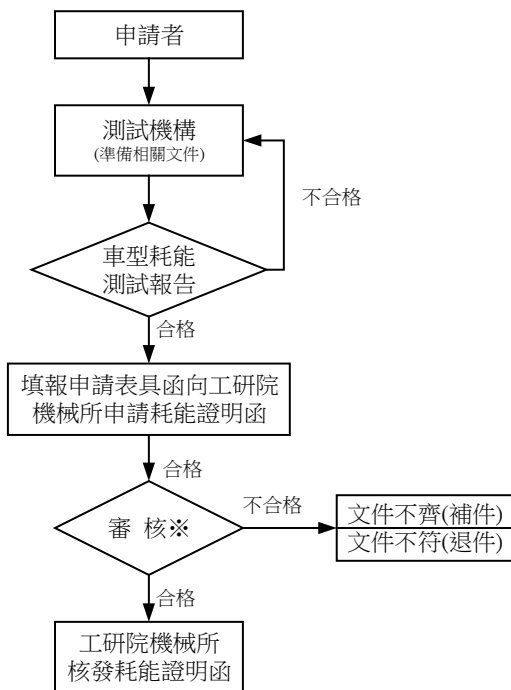 申請者
測試機構
(準備相關文件)
不合格
車型耗能
測試報告
合格
填報申請表具函向工研院
機械所申請耗能證明函
合格
審 核※
不合格
文件不齊(補件)
文件不符(退件)
合格
工研院機械所
核發耗能證明函